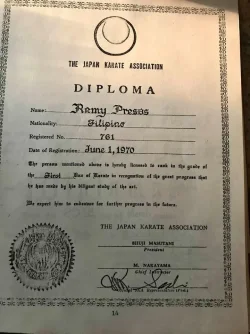 THE JAPAN KARATE ASSOCIATION
DIPLOMA
Name: Remy Presas
Nationality: Filipino
Registered No. 761
Date of Registration: June 1, 1970
The person mentioned above is hereby licensed to rank to the grade of
the First Dan of Karate in recognition of the great progress that
he has made by his diligent study of the art.
We expect him to endeavor for further progress in the future.
THE JAPAN KARATE ASSOCIATION
President
M. NAKAYAMA
Chief Instructor